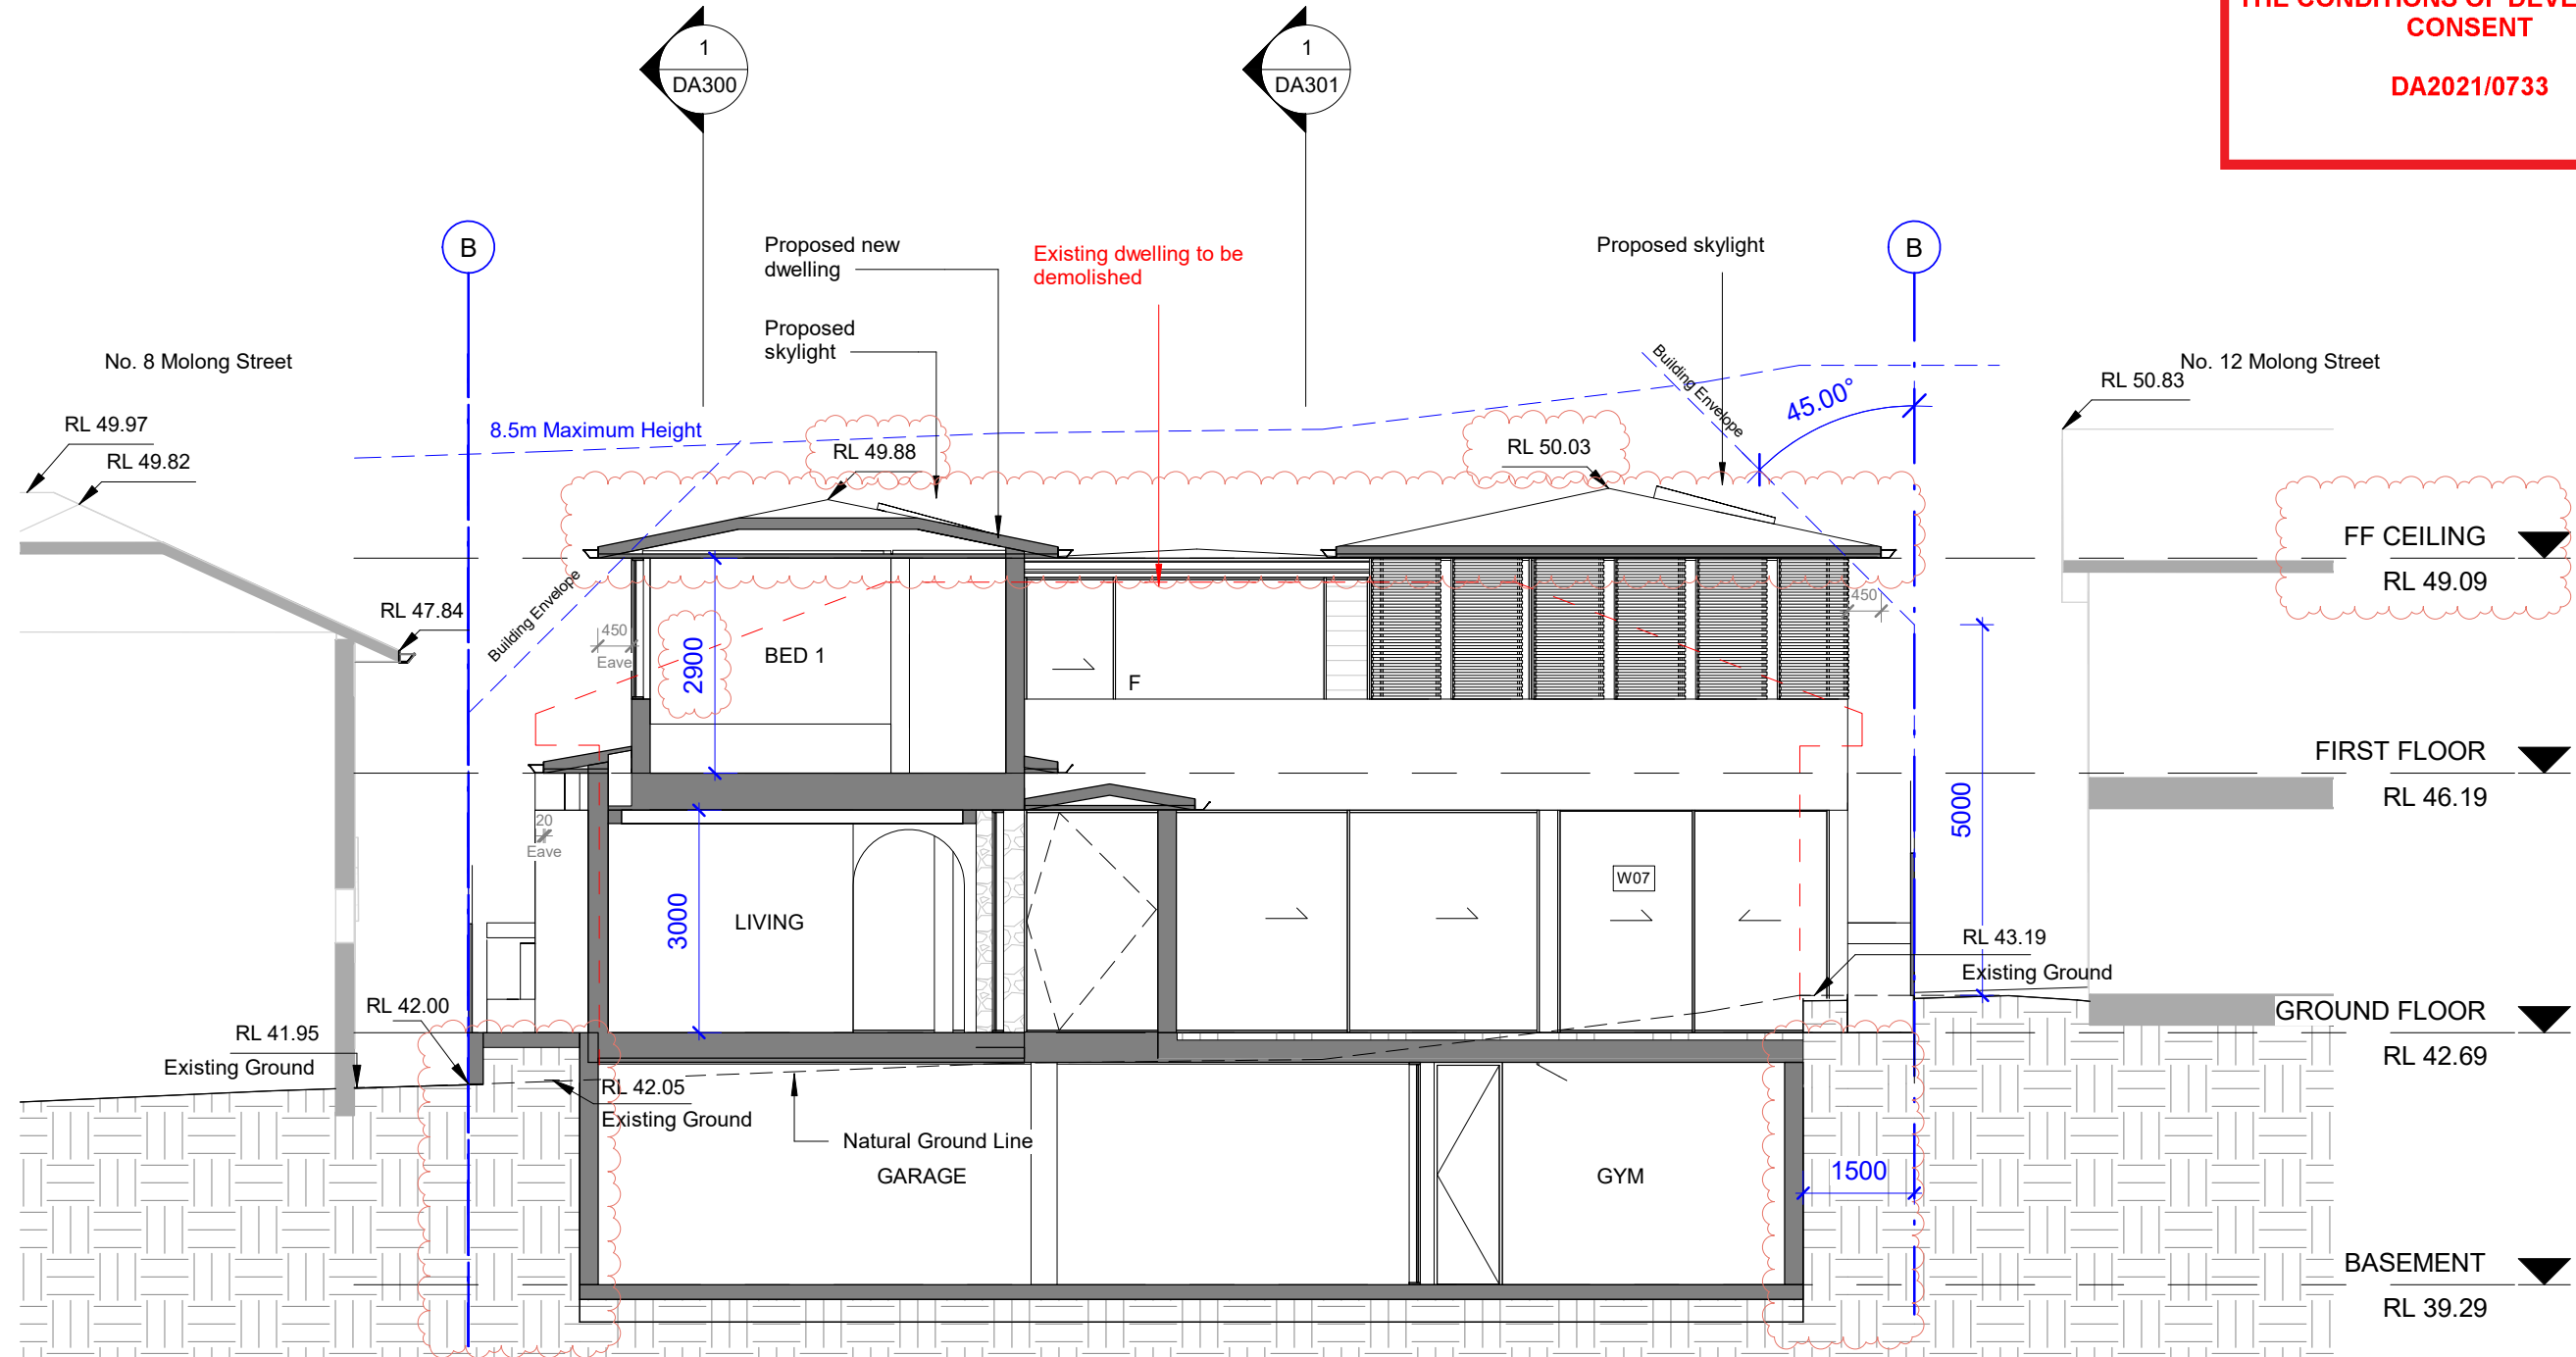 THE CONDITIONS OF DEVE
CONSENT
DA2021/0733
1
DA300
1
DA301
B
B
Proposed new
dwelling
Existing dwelling to be
demolished
Proposed skylight
Proposed
skylight
No. 8 Molong Street
No. 12 Molong Street
Building Envelope
RL 50.83
45.00°
RL 49.97
8.5m Maximum Height
RL 49.82
RL 49.88
RL 50.03
FF CEILING
RL 49.09
RL 47.84
Building Envelope
450
Eave
450
2900
BED 1
F
FIRST FLOOR
RL 46.19
5000
20
Eave
W07
3000
LIVING
RL 43.19
Existing Ground
RL 42.00
GROUND FLOOR
RL 41.95
Existing Ground
RL 42.69
RL 42.05
Existing Ground
Natural Ground Line
GARAGE
GYM
1500
BASEMENT
RL 39.29